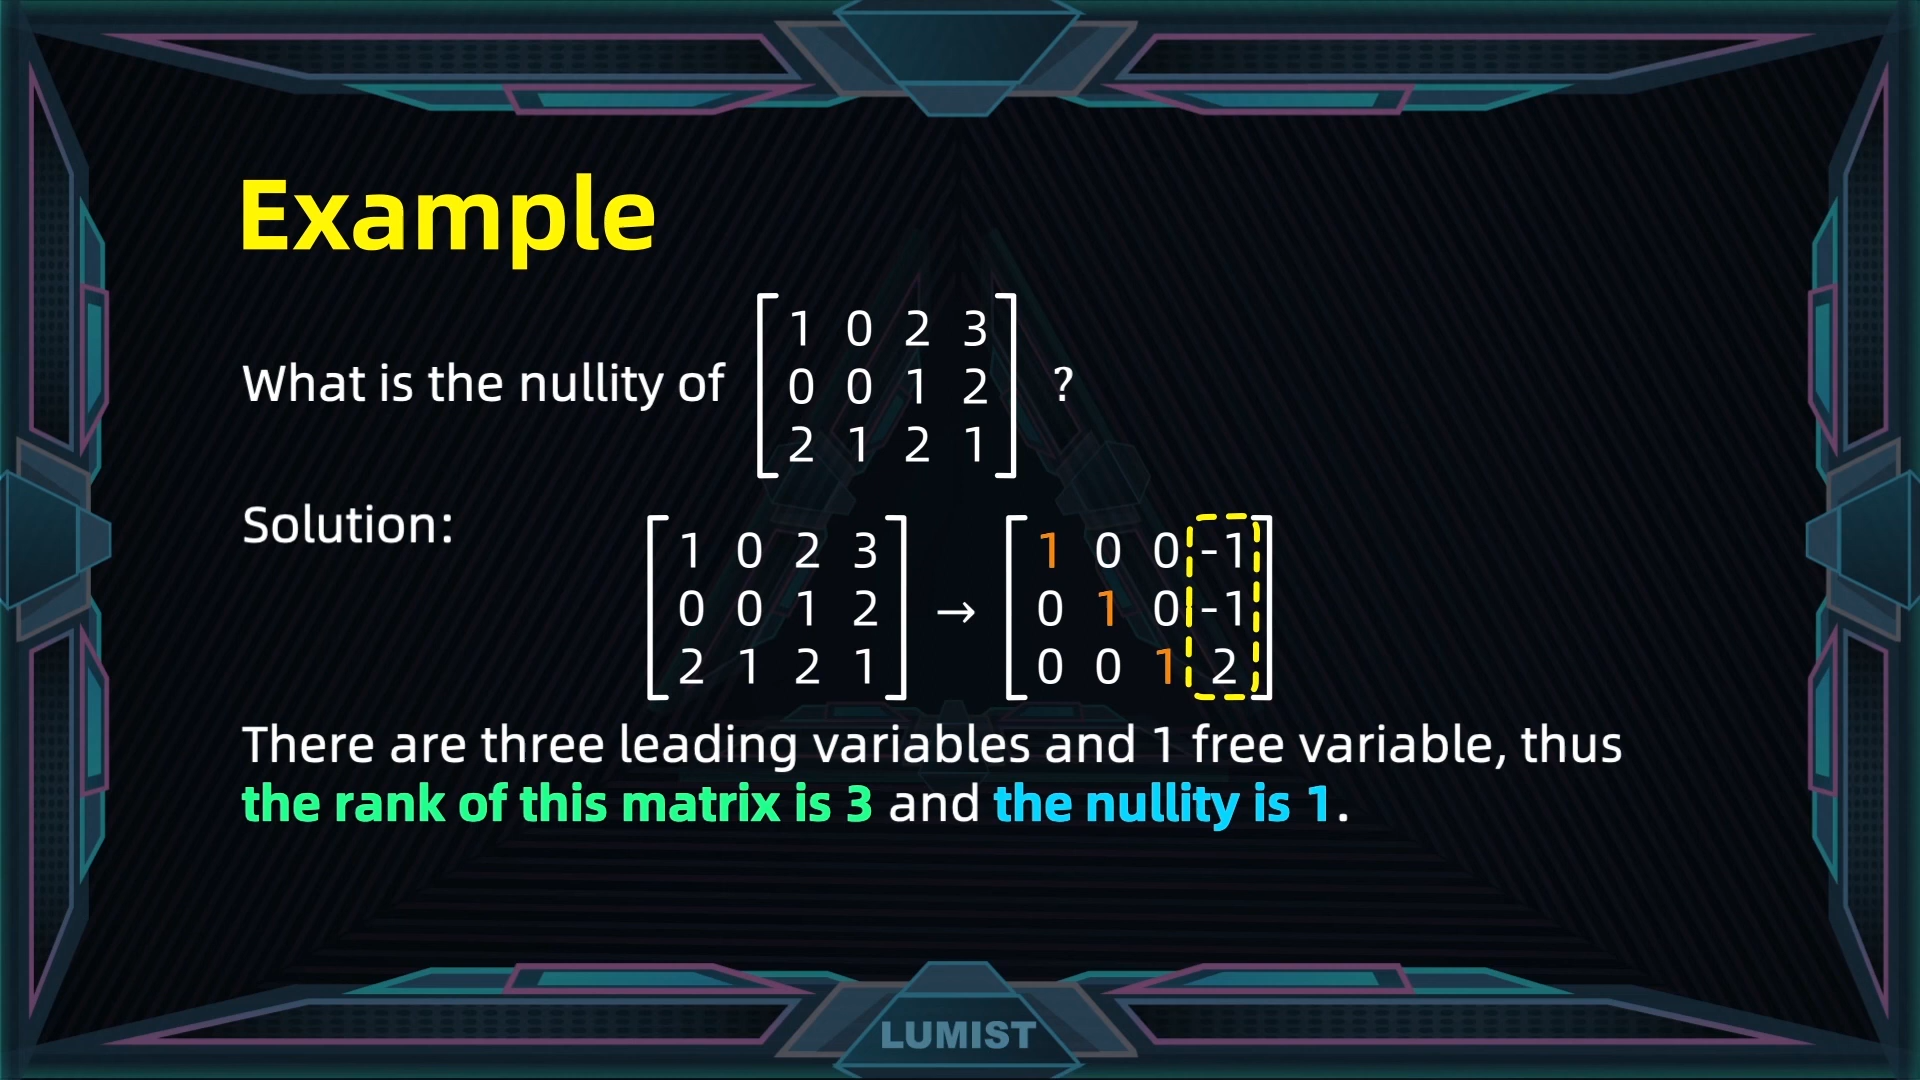 Example
What is the nullity of [1 0 2 3 ?
0 0 1 2
2 1 2 1]
Solution:
[1 0 2 3
0 0 1 2
2 1 2 1] → [1 0 0 -1
0 1 0 -1
0 0 1 2]
There are three leading variables and 1 free variable, thus
the rank of this matrix is 3 and the nullity is 1.
LUMIST